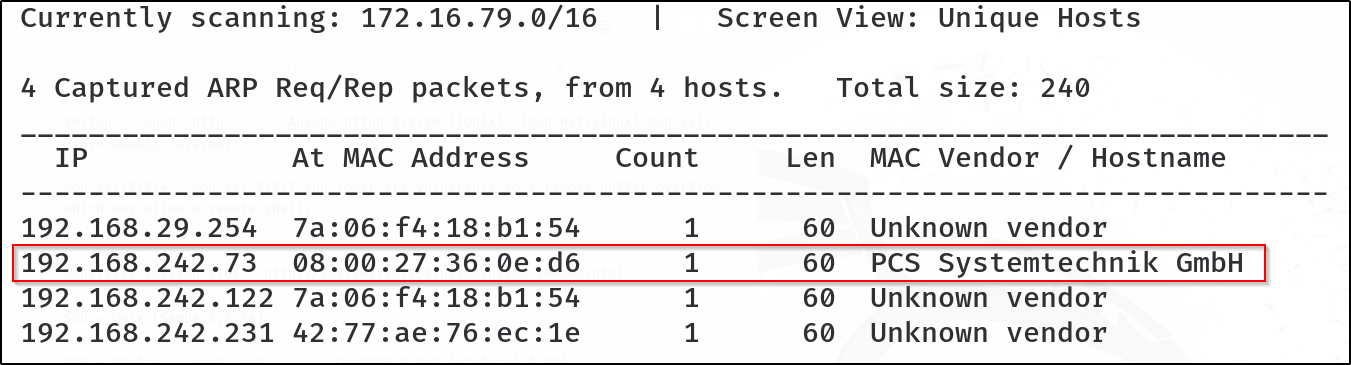 Currently scanning: 172.16.79.0/16   |   Screen View: Unique Hosts
4 Captured ARP Req/Rep packets, from 4 hosts.   Total size: 240
_____________________________________________________________________________
IP            At MAC Address     Count     Len  MAC Vendor / Hostname
-----------------------------------------------------------------------------
192.168.29.254  7a:06:f4:18:b1:54      1      60  Unknown vendor
192.168.242.73  08:00:27:36:0e:d6      1      60  PCS Systemtechnik GmbH
192.168.242.122 7a:06:f4:18:b1:54      1      60  Unknown vendor
192.168.242.231 42:77:ae:76:ec:1e      1      60  Unknown vendor